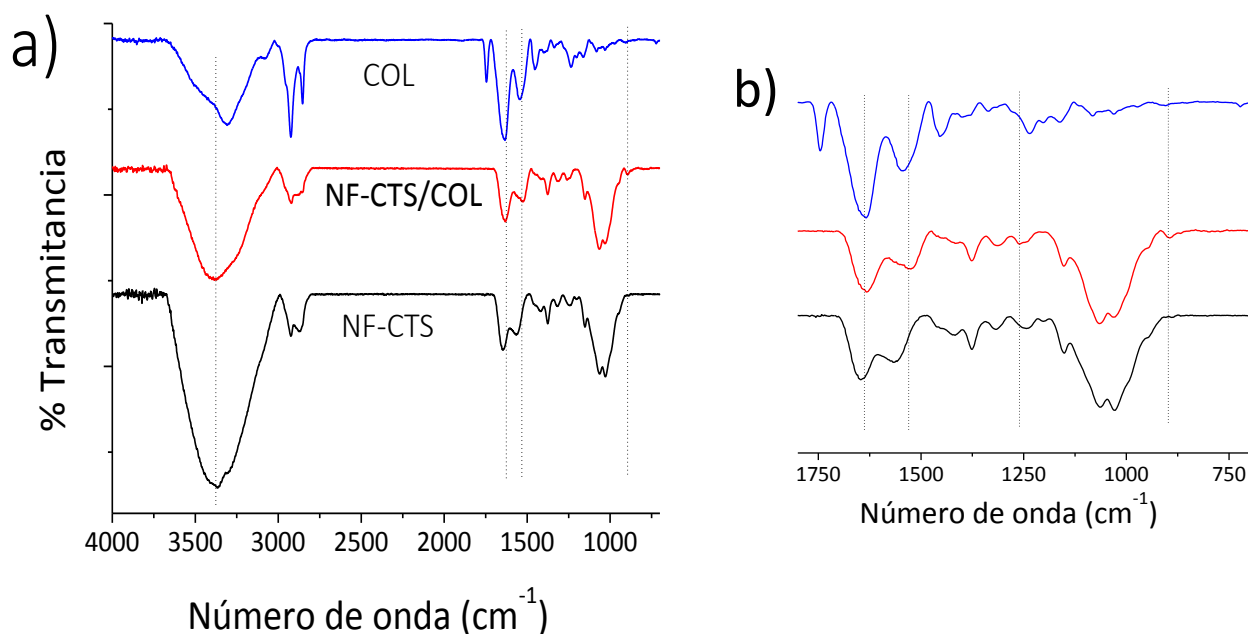 a)
COL
NF-CTS/COL
NF-CTS
% Transmitancia
4000 3500 3000 2500 2000 1500 1000
Número de onda (cm⁻¹)
b)
1750 1500 1250 1000 750
Número de onda (cm⁻¹)